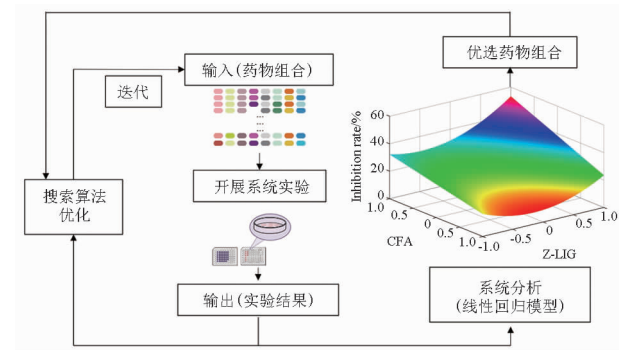 输入(药物组合)
迭代
...
...
开展系统实验
搜索算法
优化
输出(实验结果)
优选药物组合
Inhibition rate/%
60
40
20
0
1.0
0.5
0
0.5
1.0
CFA
-1.0
-0.5
0
0.5
1.0
Z-LIG
系统分析
(线性回归模型)